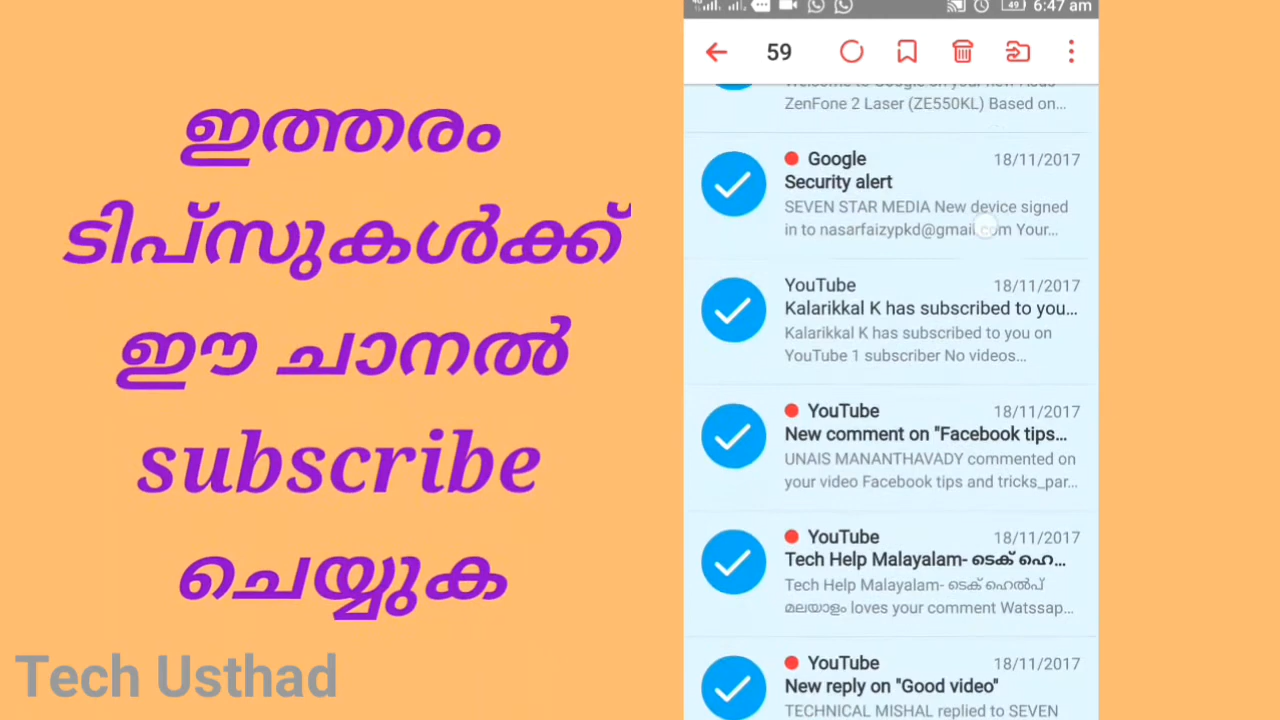 ഇത്തരം
ടിപ്സുകൾക്ക്
ഈ ചാനൽ
subscribe
ചെയ്യുക
Tech Usthad
49 6:47 am
59
ZenFone 2 Laser (ZE550KL) Based on...
Google 18/11/2017
Security alert
SEVEN STAR MEDIA New device signed
in to nasarfaizypkd@gmail.com Your...
YouTube 18/11/2017
Kalarikkal K has subscribed to you...
Kalarikkal K has subscribed to you on
YouTube 1 subscriber No videos...
YouTube 18/11/2017
New comment on "Facebook tips...
UNAIS MANANTHAVADY commented on
your video Facebook tips and tricks_par...
YouTube 18/11/2017
Tech Help Malayalam- ടെക് ഹെ...
Tech Help Malayalam- ടെക് ഹെൽപ്
മലയാളം loves your comment Watssap...
YouTube 18/11/2017
New reply on "Good video"
TECHNICAL MISHAL replied to SEVEN